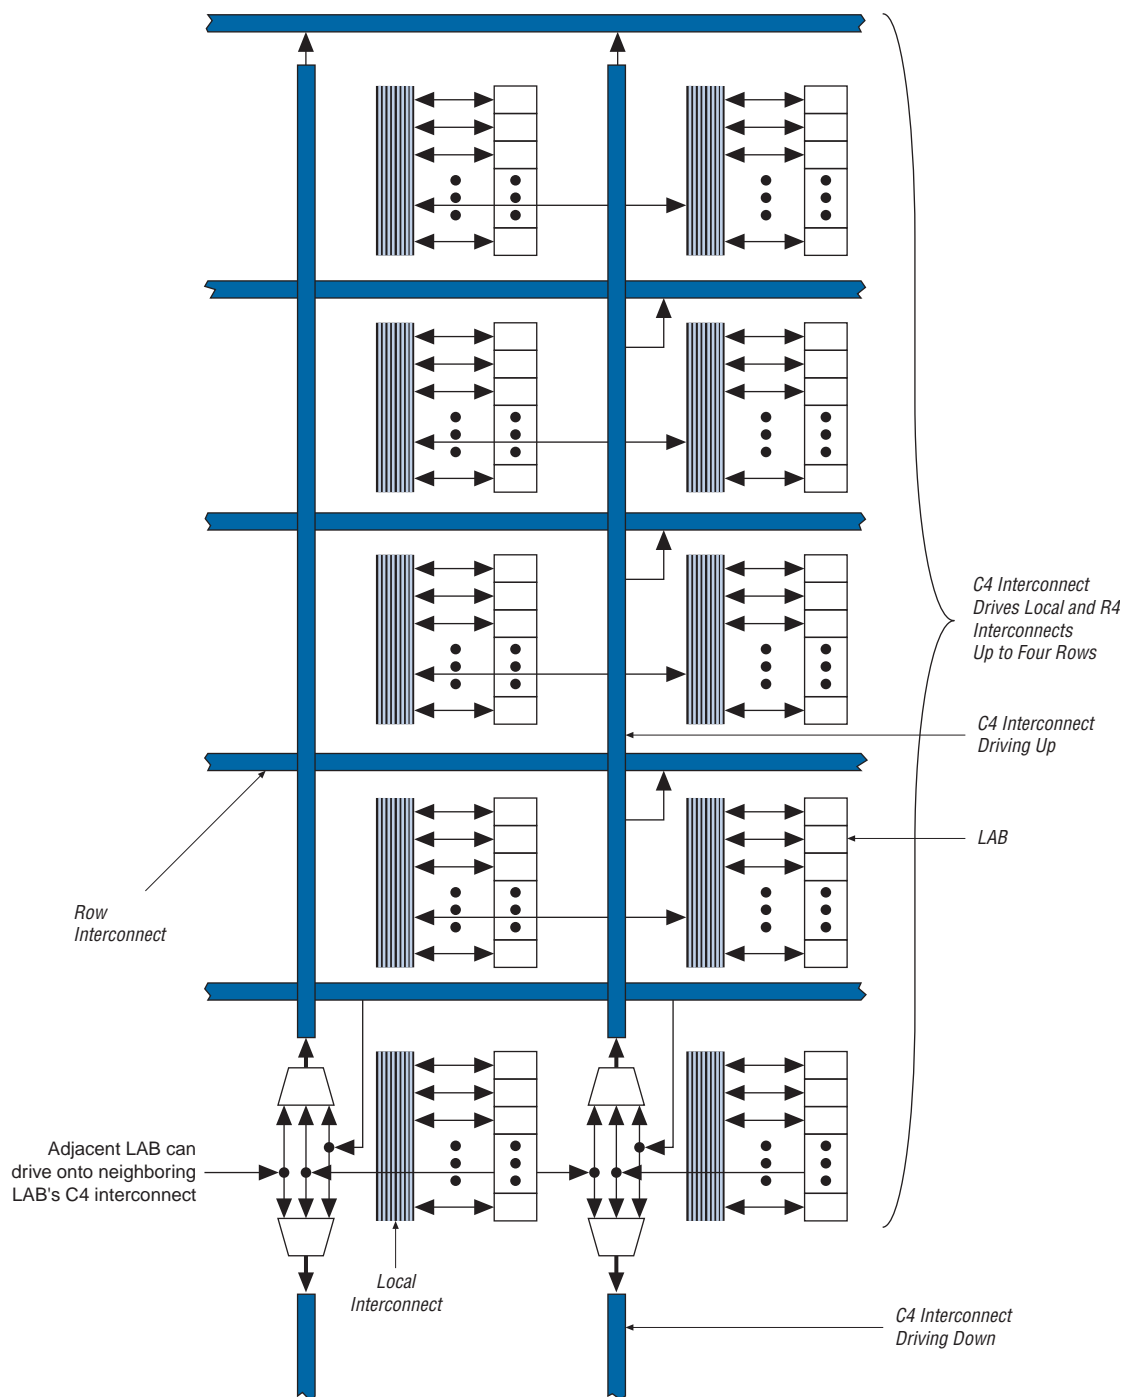 C4 Interconnect
Drives Local and R4
Interconnects
Up to Four Rows
C4 Interconnect
Driving Up
LAB
Row
Interconnect
Adjacent LAB can
drive onto neighboring
LAB's C4 interconnect
Local
Interconnect
C4 Interconnect
Driving Down